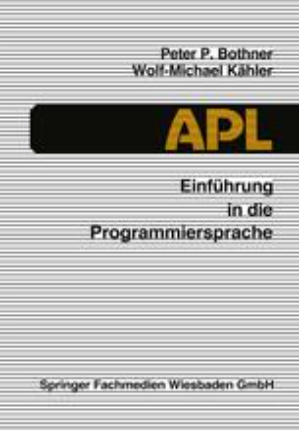 Peter P. Bothner
Wolf-Michael Kähler
APL
Einführung
in die
Programmiersprache
Springer Fachmedien Wiesbaden GmbH